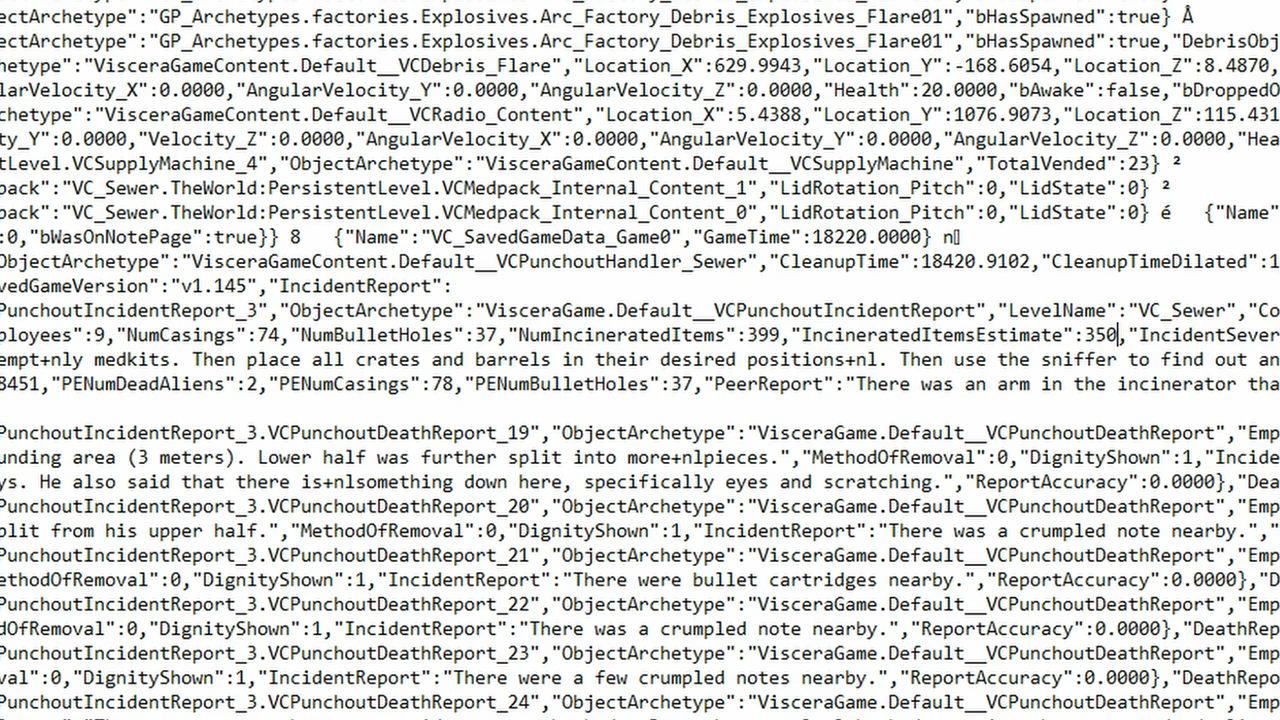 ectArchetype":"GP_Archetypes.factories.Explosives.Arc_Factory_Debris_Explosives_Flare01","bHasSpawned":true} Å
ectArchetype":"GP_Archetypes.factories.Explosives.Arc_Factory_Debris_Explosives_Flare01","bHasSpawned":true,"DebrisObj
hetype":"VisceraGameContent.Default__VCDebris_Flare","Location_X":629.9943,"Location_Y":-168.6054,"Location_Z":8.4870,
larVelocity_X":0.0000,"AngularVelocity_Y":0.0000,"AngularVelocity_Z":0.0000,"Health":20.0000,"bAwake":false,"bDroppedO
chetype":"VisceraGameContent.Default__VCRadio_Content","Location_X":5.4388,"Location_Y":1076.9073,"Location_Z":115.431
ty_Y":0.0000,"Velocity_Z":0.0000,"AngularVelocity_X":0.0000,"AngularVelocity_Y":0.0000,"AngularVelocity_Z":0.0000,"Hea
tLevel.VCSupplyMachine_4","ObjectArchetype":"VisceraGameContent.Default__VCSupplyMachine","TotalVended":23} ²
pack":"VC_Sewer.TheWorld:PersistentLevel.VCMedpack_Internal_Content_1","LidRotation_Pitch":0,"LidState":0} ²
pack":"VC_Sewer.TheWorld:PersistentLevel.VCMedpack_Internal_Content_0","LidRotation_Pitch":0,"LidState":0} é {"Name"
:0,"bWasOnNotePage":true}} 8 {"Name":"VC_SavedGameData_Game0","GameTime":18220.0000} n
ObjectArchetype":"VisceraGameContent.Default__VCPunchoutHandler_Sewer","CleanupTime":18420.9102,"CleanupTimeDilated":1
vedGameVersion":"v1.145","IncidentReport":
PunchoutIncidentReport_3","ObjectArchetype":"VisceraGame.Default__VCPunchoutIncidentReport","LevelName":"VC_Sewer","Co
ployees":9,"NumCasings":74,"NumBulletHoles":37,"NumIncineratedItems":399,"IncineratedItemsEstimate":350,"IncidentSever
empt+nly medkits. Then place all crates and barrels in their desired positions+nl. Then use the sniffer to find out an
8451,"PENumDeadAliens":2,"PENumCasings":78,"PENumBulletHoles":37,"PeerReport":"There was an arm in the incinerator tha
PunchoutIncidentReport_3.VCPunchoutDeathReport_19","ObjectArchetype":"VisceraGame.Default__VCPunchoutDeathReport","Emp
unding area (3 meters). Lower half was further split into more+nlpieces.","MethodOfRemoval":0,"DignityShown":1,"Incide
ys. He also said that there is+nlsomething down here, specifically eyes and scratching.","ReportAccuracy":0.0000},"Dea
PunchoutIncidentReport_3.VCPunchoutDeathReport_20","ObjectArchetype":"VisceraGame.Default__VCPunchoutDeathReport","Emp
plit from his upper half.","MethodOfRemoval":0,"DignityShown":1,"IncidentReport":"There was a crumpled note nearby.","
PunchoutIncidentReport_3.VCPunchoutDeathReport_21","ObjectArchetype":"VisceraGame.Default__VCPunchoutDeathReport","Emp
ethodOfRemoval":0,"DignityShown":1,"IncidentReport":"There were bullet cartridges nearby.","ReportAccuracy":0.0000},"D
PunchoutIncidentReport_3.VCPunchoutDeathReport_22","ObjectArchetype":"VisceraGame.Default__VCPunchoutDeathReport","Emp
dOfRemoval":0,"DignityShown":1,"IncidentReport":"There was a crumpled note nearby.","ReportAccuracy":0.0000},"DeathRep
PunchoutIncidentReport_3.VCPunchoutDeathReport_23","ObjectArchetype":"VisceraGame.Default__VCPunchoutDeathReport","Emp
val":0,"DignityShown":1,"IncidentReport":"There were a few crumpled notes nearby.","ReportAccuracy":0.0000},"DeathRepo
PunchoutIncidentReport_3.VCPunchoutDeathReport_24","ObjectArchetype":"VisceraGame.Default__VCPunchoutDeathReport","Emp